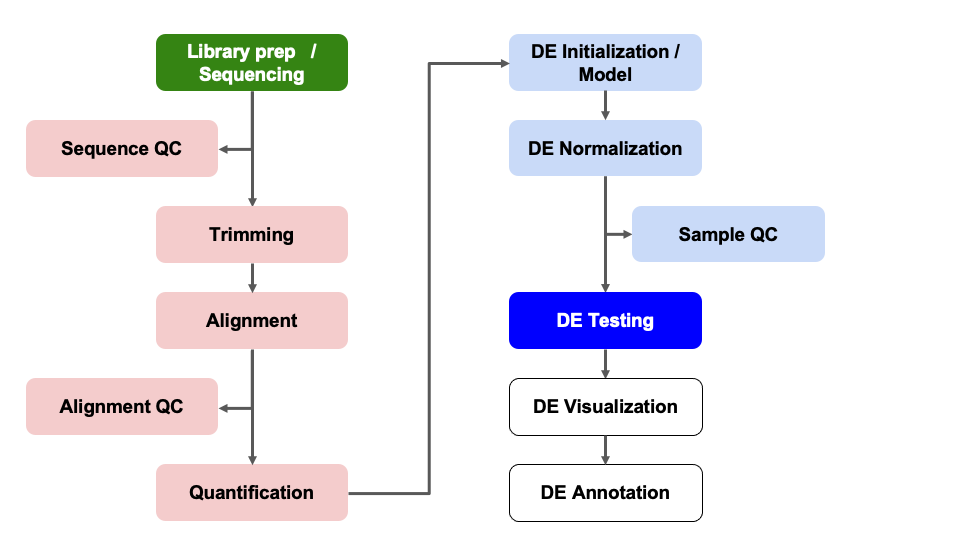 Library prep /
Sequencing
Sequence QC
Trimming
Alignment
Alignment QC
Quantification
DE Initialization /
Model
DE Normalization
Sample QC
DE Testing
DE Visualization
DE Annotation